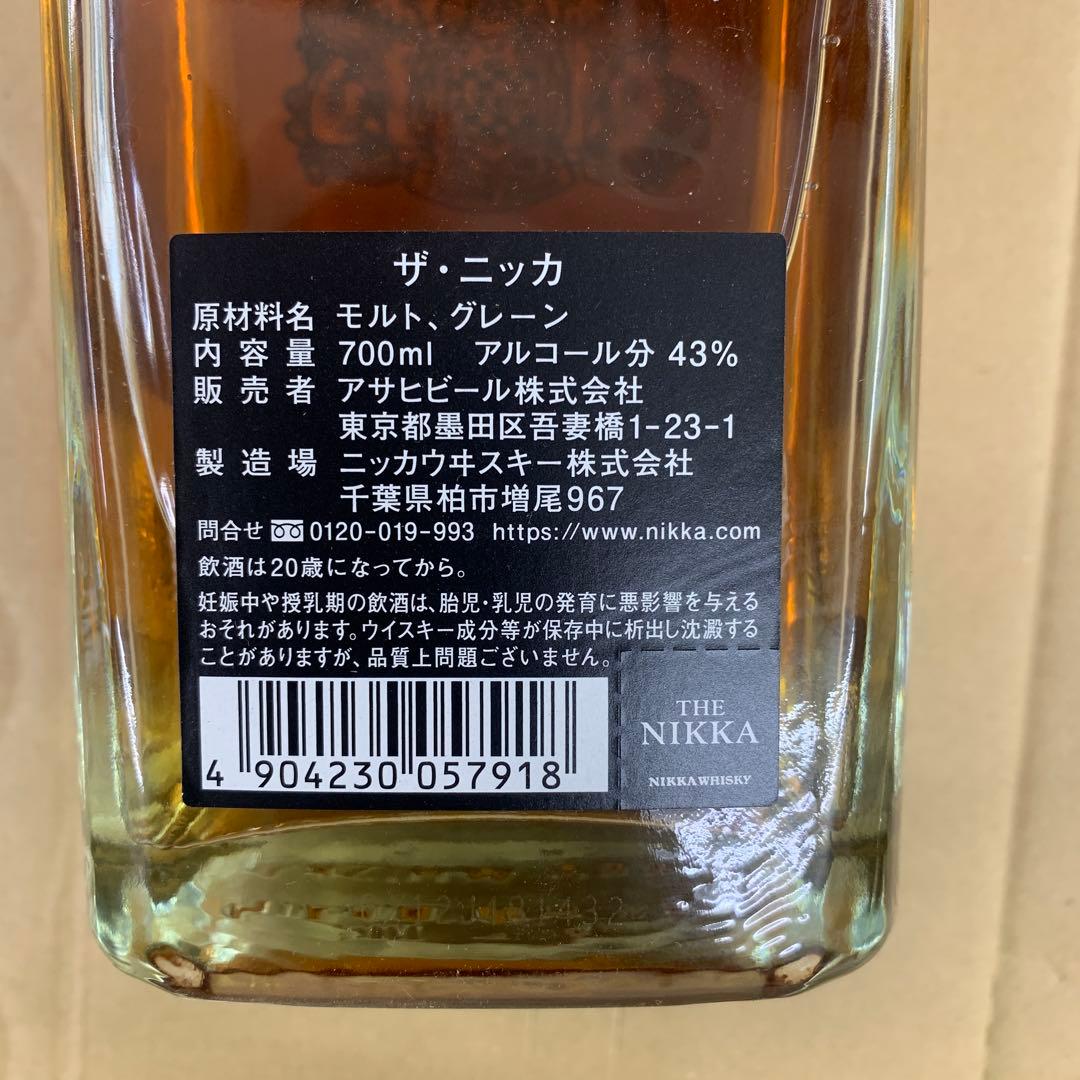 ザ・ニッカ
原材料名 モルト、グレーン
内容量 700ml アルコール分 43%
販売者 アサヒビール株式会社
東京都墨田区吾妻橋1-23-1
製造場 ニッカウヰスキー株式会社
千葉県柏市増尾967
問合せ 0120-019-993 https://www.nikka.com
飲酒は20歳になってから。
妊娠中や授乳期の飲酒は、胎児・乳児の発育に悪影響を与える
おそれがあります。ウイスキー成分等が保存中に析出し沈澱する
ことがありますが、品質上問題ございません。
THE
NIKKA
NIKKA WHISKY
4 904230 057918